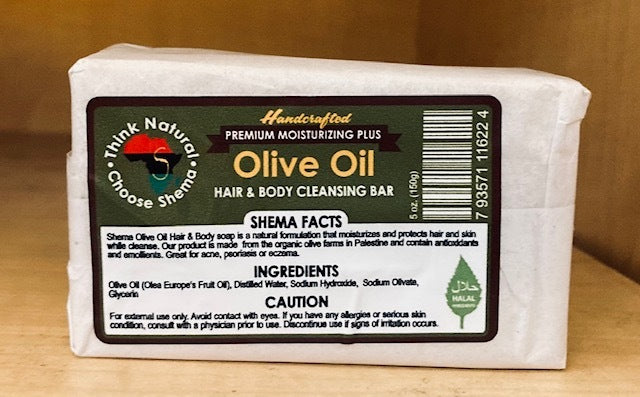 Think Natural
Choose Shema
S
Handcrafted
PREMIUM MOISTURIZING PLUS
Olive Oil
HAIR & BODY CLEANSING BAR
5 oz. (150g)
7 93571 11622 4
SHEMA FACTS
Shema Olive Oil Hair & Body soap is a natural formulation that moisturizes and protects hair and skin
while cleanse. Our product is made from the organic olive farms in Palestine and contain antioxidants
and emollients. Great for acne, psoriasis or eczema.
INGREDIENTS
Olive Oil (Olea Europe's Fruit Oil), Distilled Water, Sodium Hydroxide, Sodium Olivate,
Glycerin
CAUTION
For external use only. Avoid contact with eyes. If you have any allergies or serious skin
condition, consult with a physician prior to use. Discontinue use if signs of irritation occurs.
حلال
HALAL
INGREDIENTS